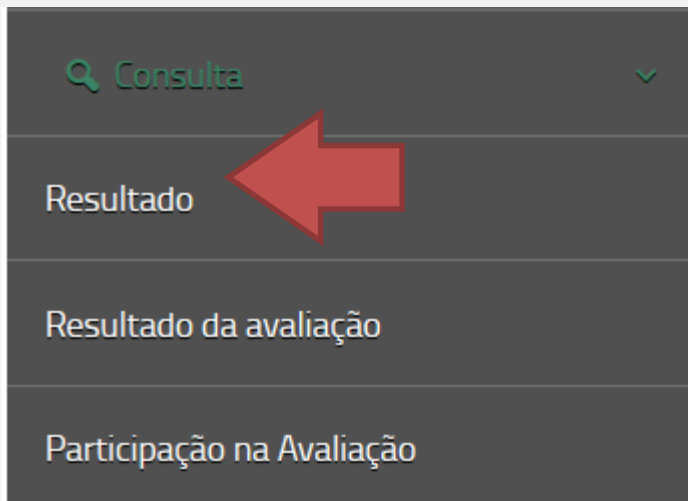 Consulta
Resultado
Resultado da avaliação
Participação na Avaliação